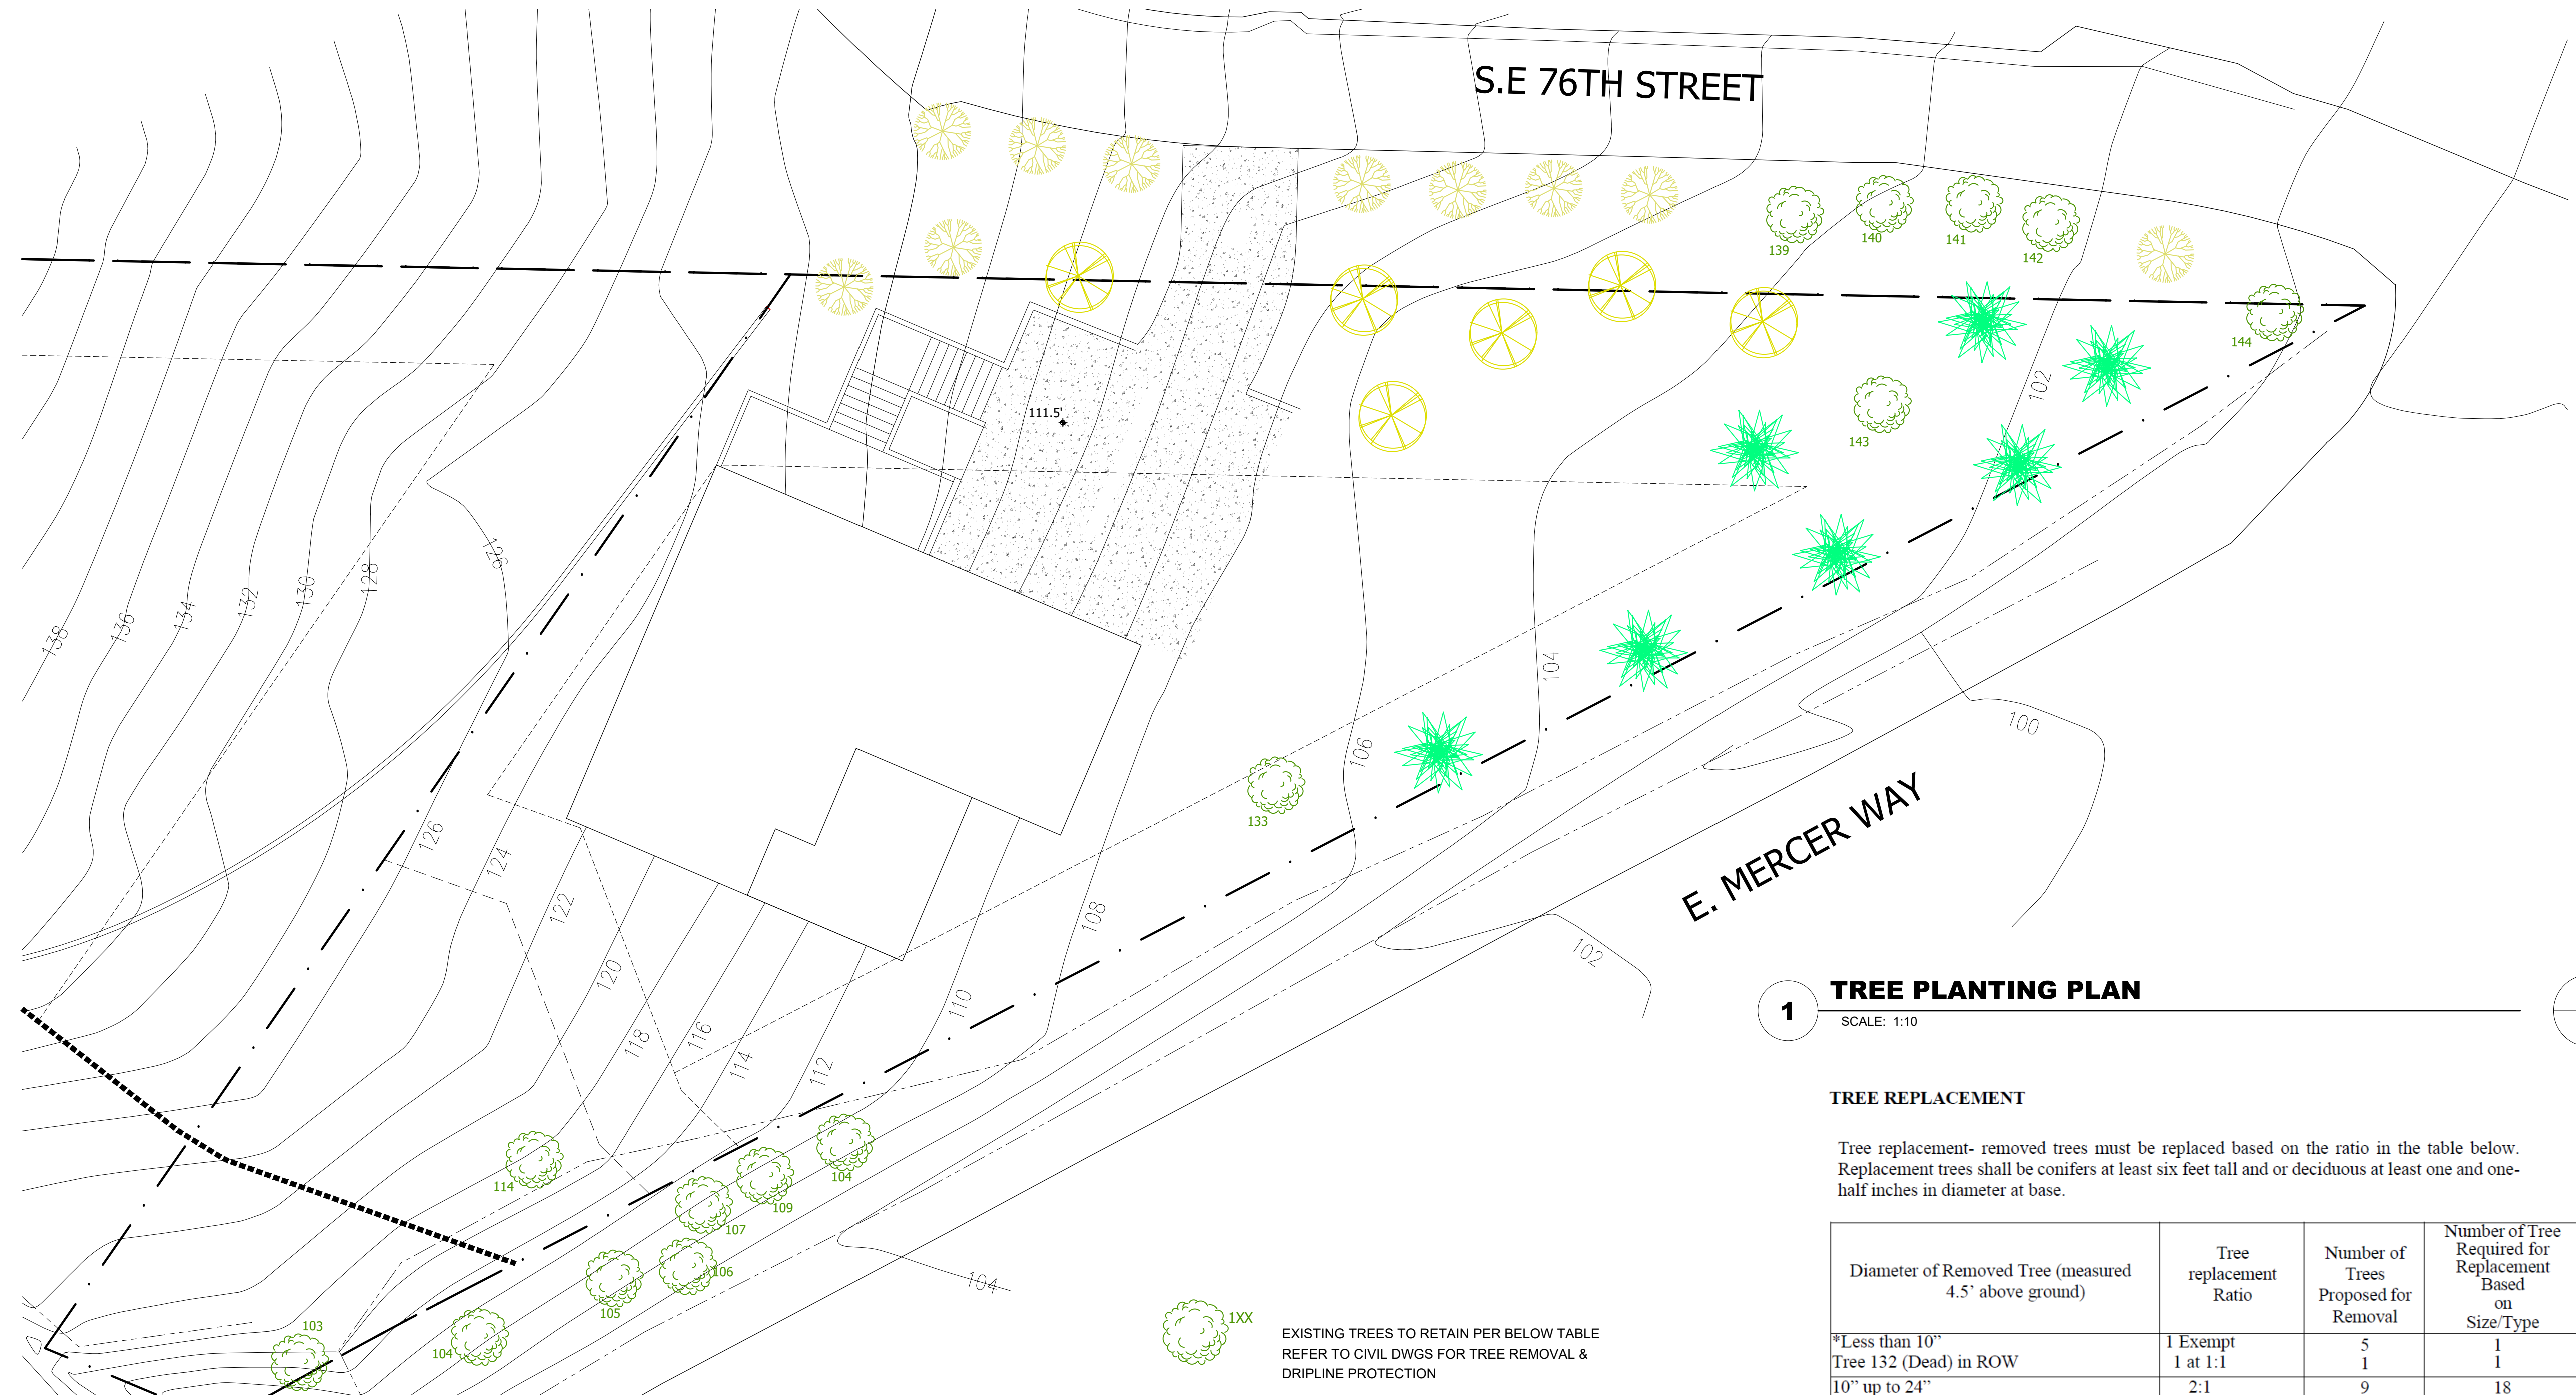 S.E 76TH STREET
139
140
141
142
144
143
111.5'
102
126
128
130
132
134
136
138
104
100
106
133
E. MERCER WAY
126
124
122
120
118
116
114
112
110
108
102
104
114
104
109
107
106
105
104
103
1
TREE PLANTING PLAN
SCALE: 1:10
TREE REPLACEMENT
Tree replacement- removed trees must be replaced based on the ratio in the table below.
Replacement trees shall be conifers at least six feet tall and or deciduous at least one and one-
half inches in diameter at base.
Diameter of Removed Tree (measured
4.5’ above ground)
Tree
replacement
Ratio
Number of
Trees
Proposed for
Removal
Number of Tree
Required for
Replacement
Based
on
Size/Type
*Less than 10” 1 Exempt 5 1
Tree 132 (Dead) in ROW 1 at 1:1 1 1
10” up to 24” 2:1 9 18
1XX
EXISTING TREES TO RETAIN PER BELOW TABLE
REFER TO CIVIL DWGS FOR TREE REMOVAL &
DRIPLINE PROTECTION